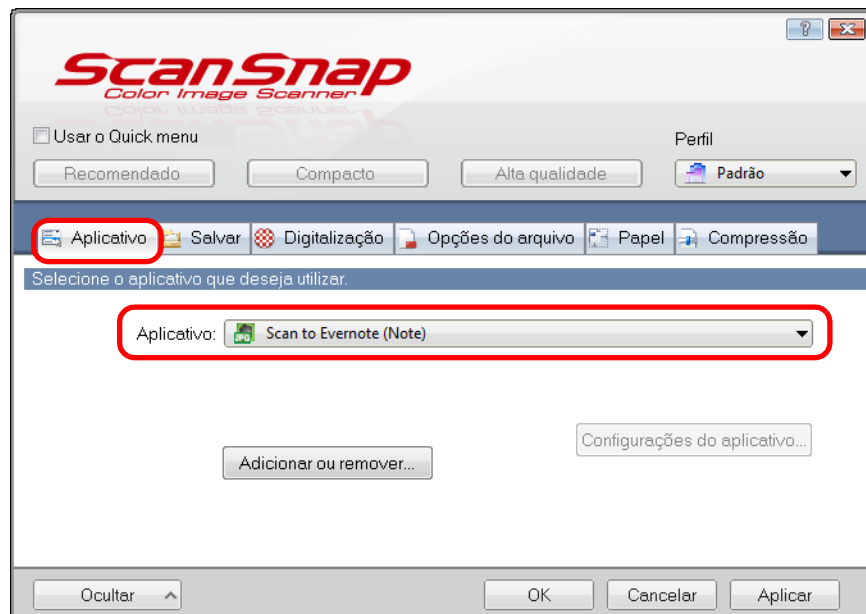 ?
ScanSnap
Color Image Scanner
Usar o Quick menu
Perfil
Recomendado Compacto Alta qualidade Padrão
Aplicativo Salvar Digitalização Opções do arquivo Papel Compressão
Selecione o aplicativo que deseja utilizar.
Aplicativo: JPG Scan to Evernote (Note)
Configurações do aplicativo...
Adicionar ou remover...
Ocultar OK Cancelar Aplicar